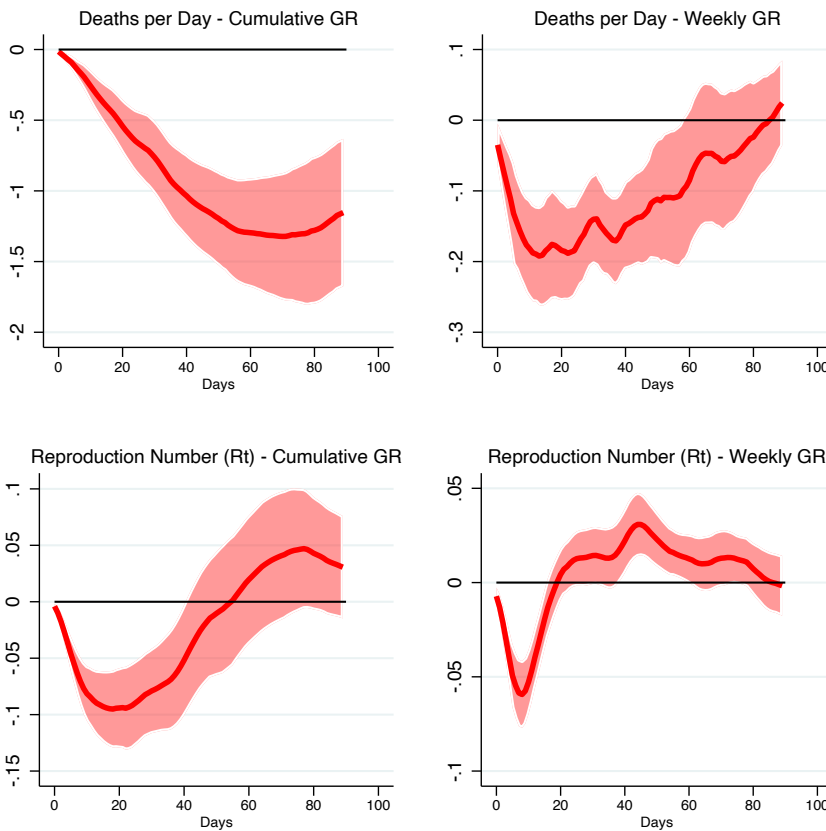 Deaths per Day - Cumulative GR
0
-.5
-1
-1.5
-2
0 20 40 60 80 100
Days
Deaths per Day - Weekly GR
.1
0
-.1
-.2
-.3
0 20 40 60 80 100
Days
Reproduction Number (Rt) - Cumulative GR
.1
.05
0
-.05
-.1
-.15
0 20 40 60 80 100
Days
Reproduction Number (Rt) - Weekly GR
.05
0
-.05
-.1
0 20 40 60 80 100
Days